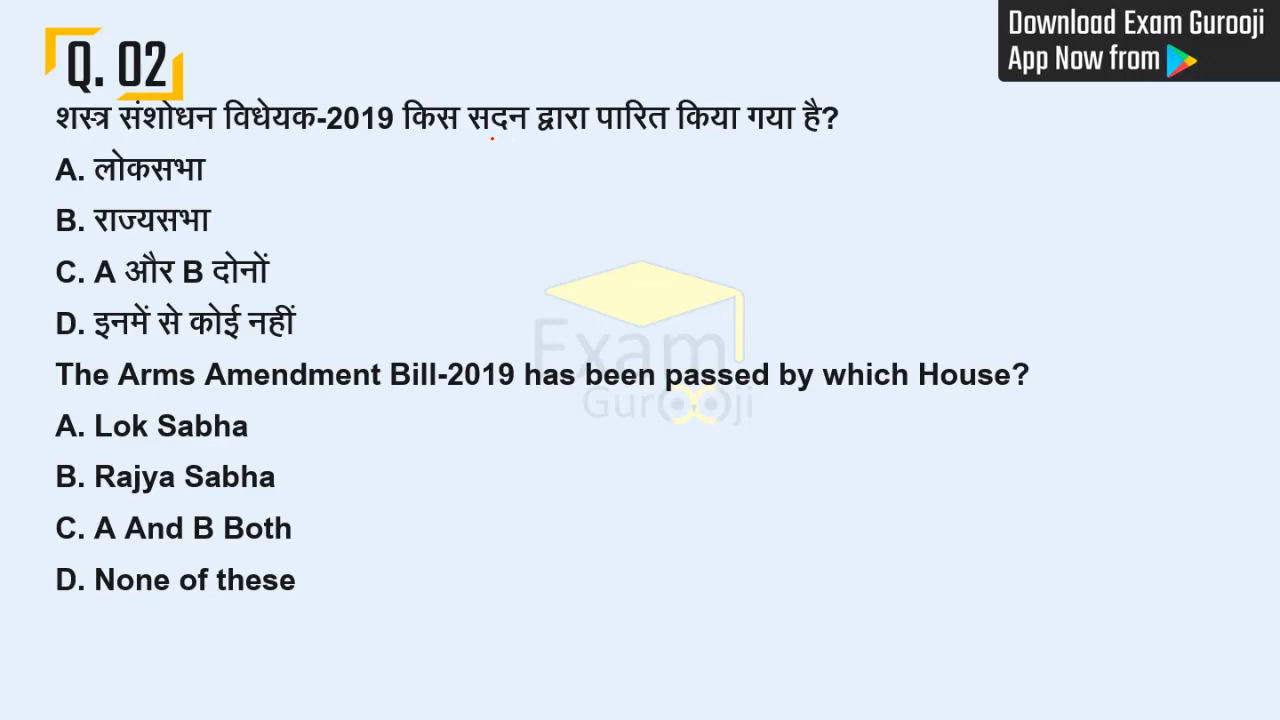 Download Exam Gurooji
App Now from
Q. 02
शस्त्र संशोधन विधेयक-2019 किस सदन द्वारा पारित किया गया है?
A. लोकसभा
B. राज्यसभा
C. A और B दोनों
D. इनमें से कोई नहीं
Exam
Gurooji
The Arms Amendment Bill-2019 has been passed by which House?
A. Lok Sabha
B. Rajya Sabha
C. A And B Both
D. None of these